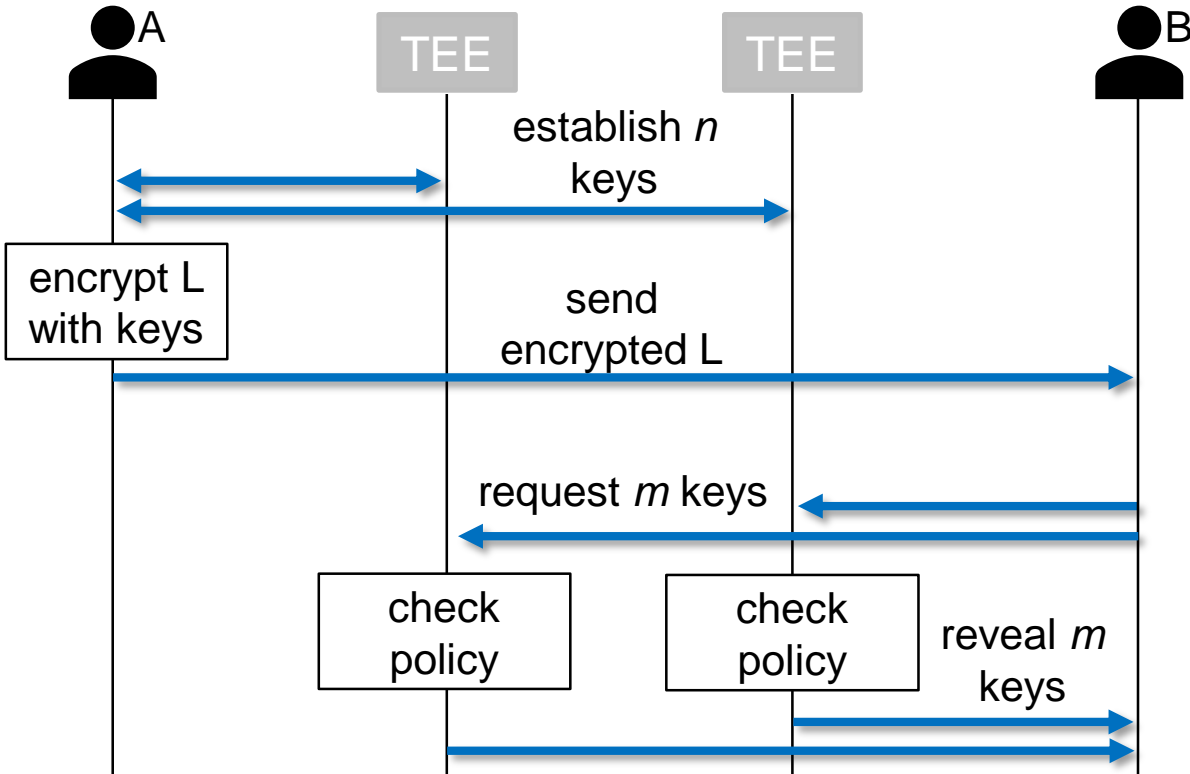 A
TEE
TEE
B
establish n
keys
encrypt L
with keys
send
encrypted L
request m keys
check
policy
check
policy
reveal m
keys